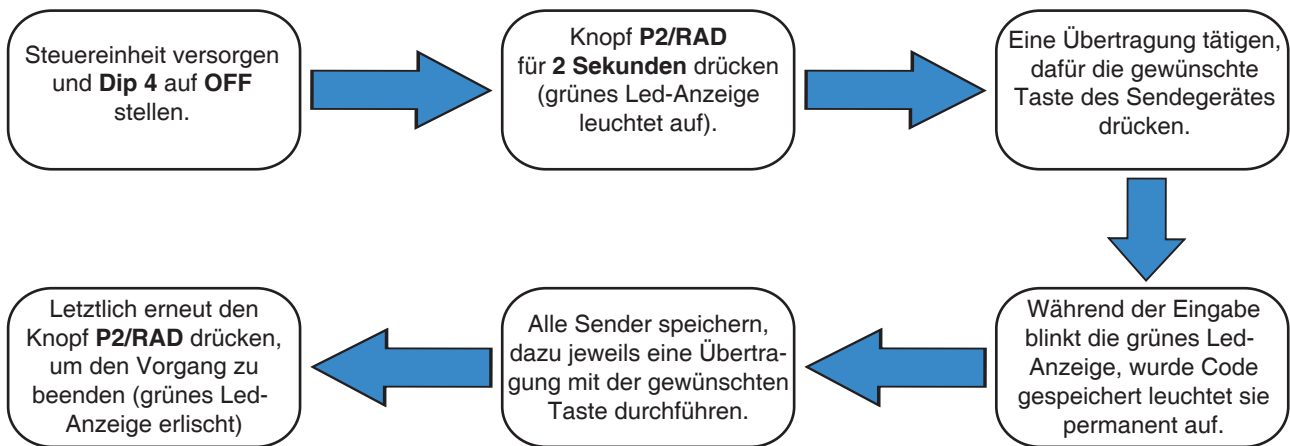 Steuereinheit versorgen
und Dip 4 auf OFF
stellen.
Knopf P2/RAD
für 2 Sekunden drücken
(grünes Led-Anzeige
leuchtet auf).
Eine Übertragung tätigen,
dafür die gewünschte
Taste des Sendegerätes
drücken.
Während der Eingabe
blinkt die grünes Led-
Anzeige, wurde Code
gespeichert leuchtet sie
permanent auf.
Alle Sender speichern,
dazu jeweils eine Übertra-
gung mit der gewünschten
Taste durchführen.
Letztlich erneut den
Knopf P2/RAD drücken,
um den Vorgang zu
beenden (grünes Led-
Anzeige erlischt)